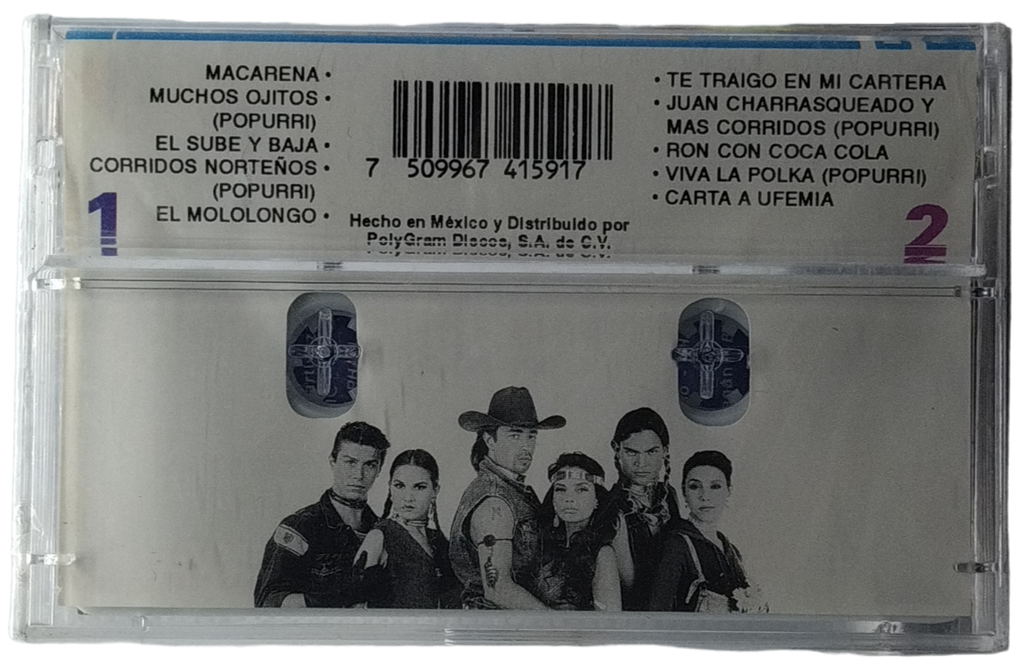 MACARENA •
MUCHOS OJITOS •
(POPURRI)
EL SUBE Y BAJA •
CORRIDOS NORTEÑOS •
(POPURRI)
EL MOLOLONGO •
1
7 509967 415917
Hecho en México y Distribuido por
PolyGram Discos, S.A. de C.V.
• TE TRAIGO EN MI CARTERA
• JUAN CHARRASQUEADO Y
MAS CORRIDOS (POPURRI)
• RON CON COCA COLA
• VIVA LA POLKA (POPURRI)
• CARTA A UFEMIA
2